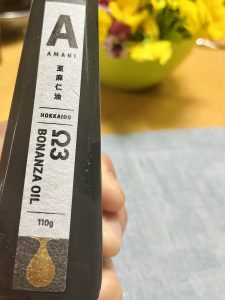 A
AMANI
亜麻仁油
HOKKAIDO
Ω3
BONANZA OIL
110g